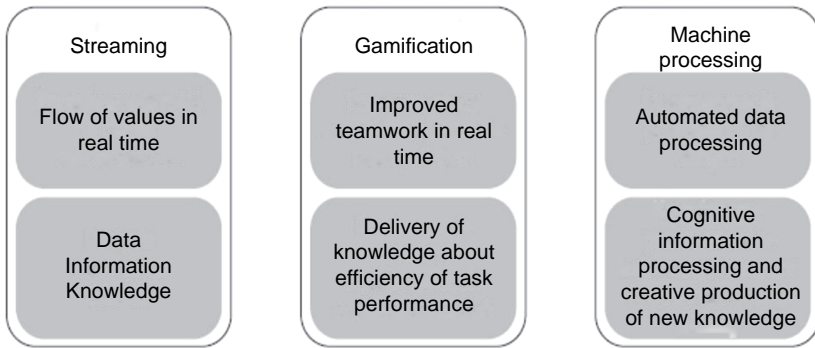 Streaming
Flow of values in
real time
Data
Information
Knowledge
Gamification
Improved
teamwork in real
time
Delivery of
knowledge about
efficiency of task
performance
Machine
processing
Automated data
processing
Cognitive
information
processing and
creative production
of new knowledge